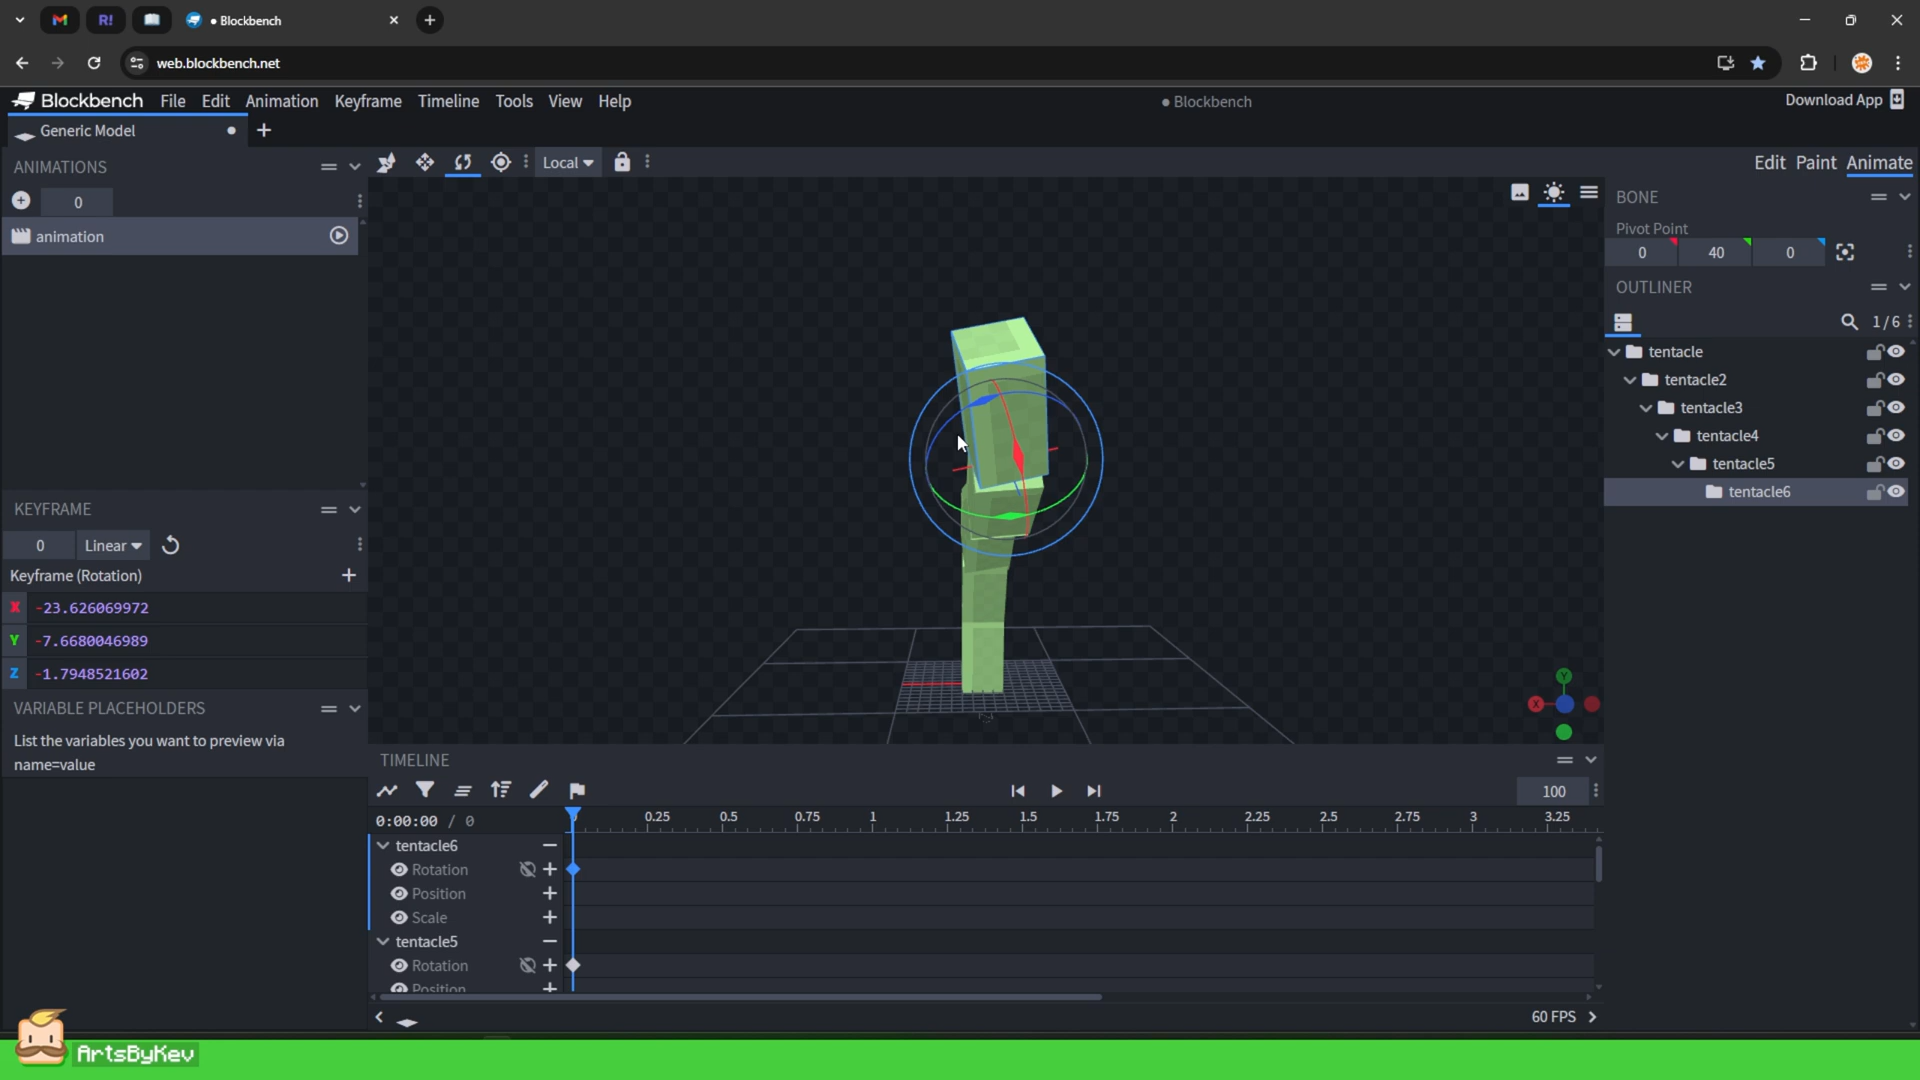 R!
• Blockbench
web.blockbench.net
Blockbench File Edit Animation Keyframe Timeline Tools View Help
• Blockbench
Download App
Generic Model
ANIMATIONS
0
animation
Local
Edit Paint Animate
BONE
Pivot Point
0 40 0
OUTLINER
1/6
tentacle
tentacle2
tentacle3
tentacle4
tentacle5
tentacle6
KEYFRAME
0 Linear
Keyframe (Rotation)
X -23.626069972
Y -7.6680046989
Z -1.7948521602
VARIABLE PLACEHOLDERS
List the variables you want to preview via
name=value
Y
X
TIMELINE
100
0:00:00 / 0
0.25 0.5 0.75 1 1.25 1.5 1.75 2 2.25 2.5 2.75 3 3.25
tentacle6
Rotation
Position
Scale
tentacle5
Rotation
Position
60 FPS
ArtsByKev